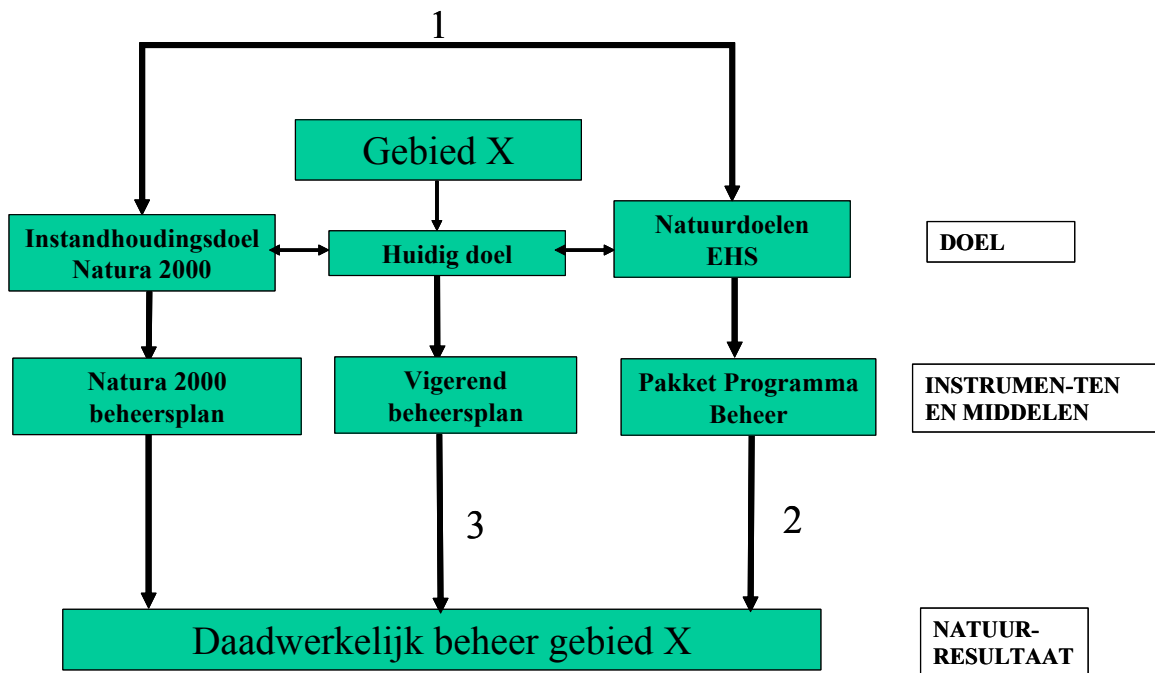 1
Gebied X
Instandhoudingsdoel
Natura 2000
Huidig doel
Natuurdoelen
EHS
DOEL
Natura 2000
beheersplan
Vigerend
beheersplan
Pakket Programma
Beheer
INSTRUMEN-TEN
EN MIDDELEN
3
2
Daadwerkelijk beheer gebied X
NATUUR-
RESULTAAT